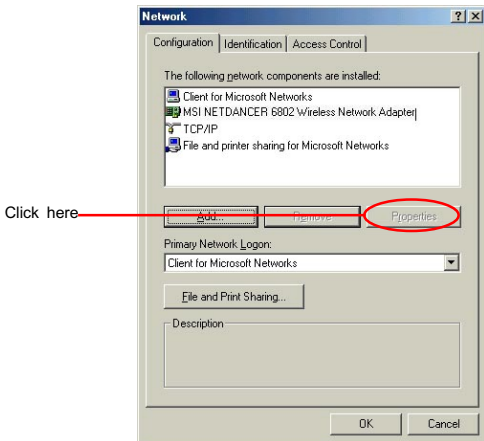 Network
Configuration Identification Access Control
The following network components are installed:
Client for Microsoft Networks
MSI NETDANCER 6802 Wireless Network Adapter
TCP/IP
File and printer sharing for Microsoft Networks
Click here
Add... Remove Properties
Primary Network Logon:
Client for Microsoft Networks
File and Print Sharing...
Description
OK Cancel